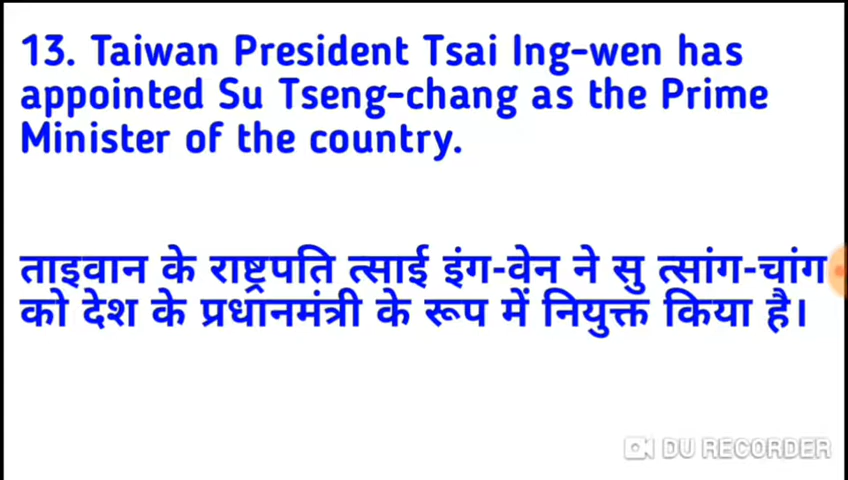 13. Taiwan President Tsai Ing-wen has
appointed Su Tseng-chang as the Prime
Minister of the country.
ताइवान के राष्ट्रपति त्साई इंग-वेन ने सु त्सांग-चांग
को देश के प्रधानमंत्री के रूप में नियुक्त किया है।
DU RECORDER